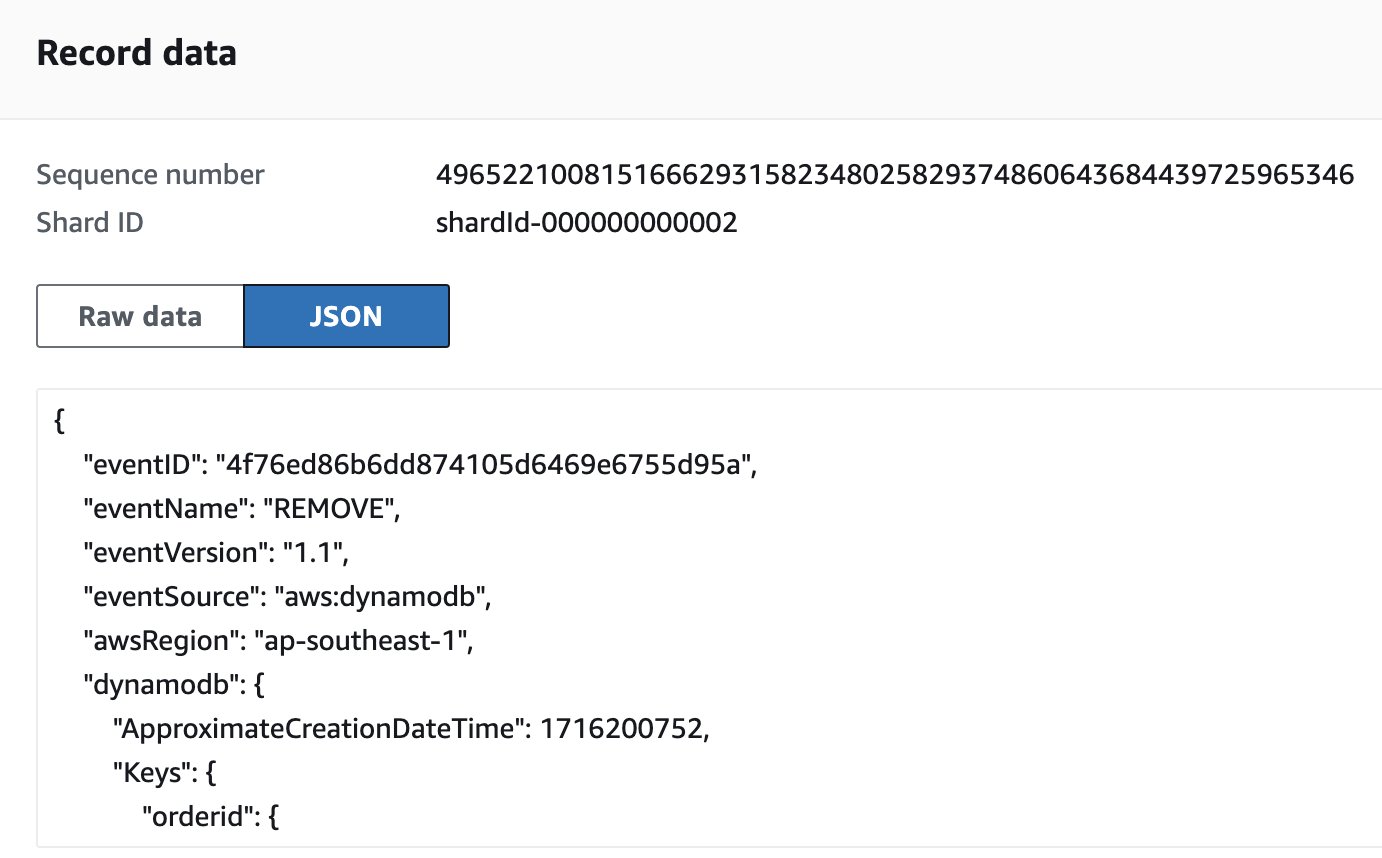 Record data
Sequence number 49652210081516662931582348025829374860643684439725965346
Shard ID shardId-000000000002
Raw data JSON
{
"eventID": "4f76ed86b6dd874105d6469e6755d95a",
"eventName": "REMOVE",
"eventVersion": "1.1",
"eventSource": "aws:dynamodb",
"awsRegion": "ap-southeast-1",
"dynamodb": {
"ApproximateCreationDateTime": 1716200752,
"Keys": {
"orderid": {